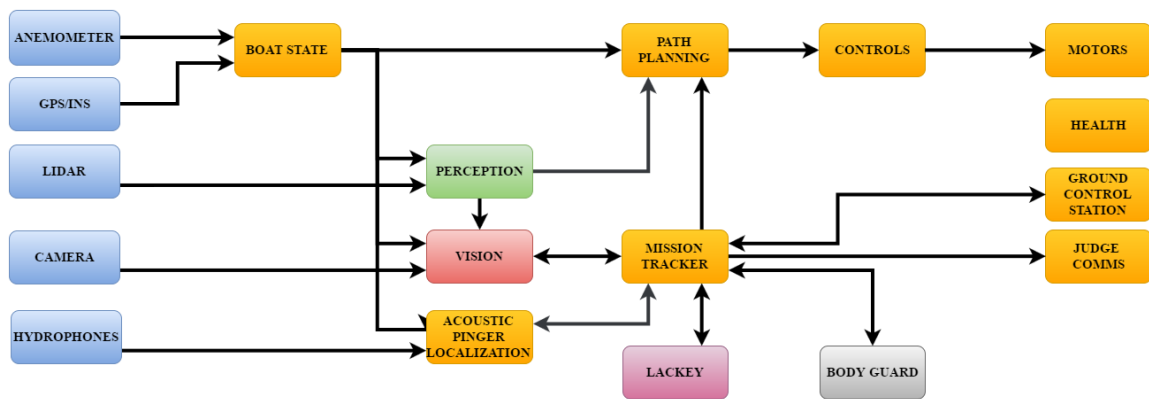 ANEMOMETER
BOAT STATE
PATH
PLANNING
CONTROLS
MOTORS
GPS/INS
HEALTH
LIDAR
PERCEPTION
GROUND
CONTROL
STATION
CAMERA
VISION
MISSION
TRACKER
JUDGE
COMMS
HYDROPHONES
ACOUSTIC
PINGER
LOCALIZATION
LACKEY
BODY GUARD